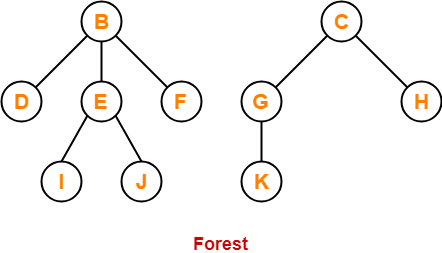 B C
D E F G H
I J K
Forest